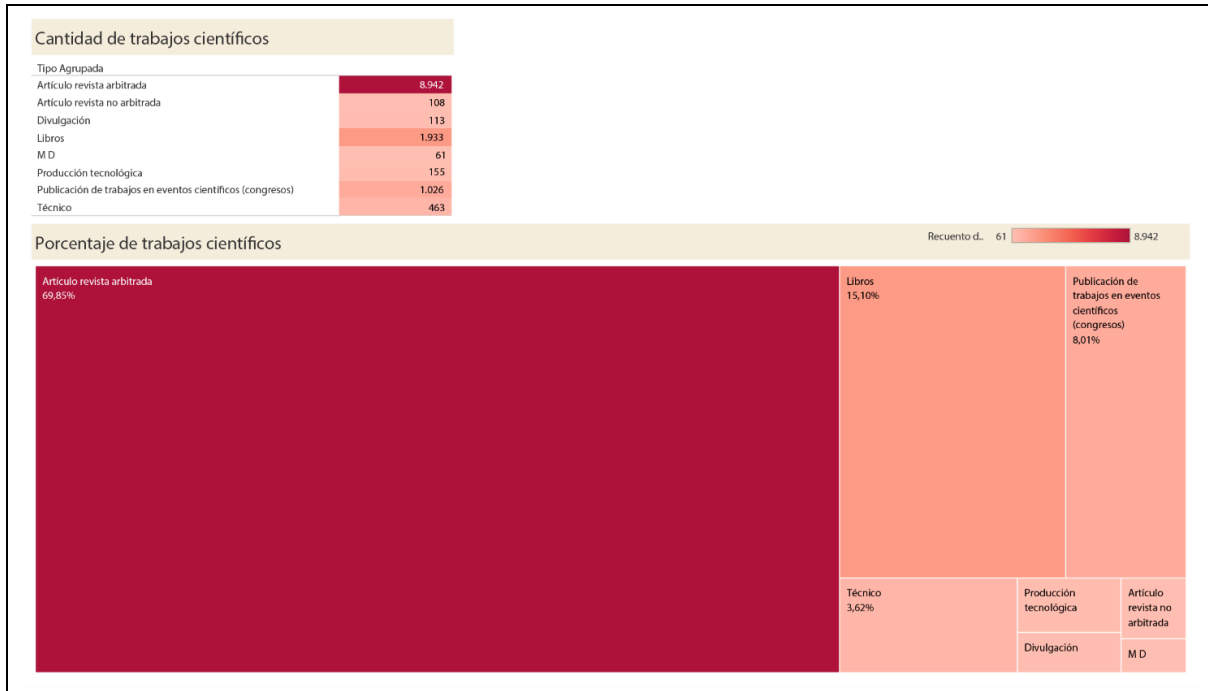 Cantidad de trabajos científicos
Tipo Agrupada
Artículo revista arbitrada 8.942
Artículo revista no arbitrada 108
Divulgación 113
Libros 1.933
M D 61
Producción tecnológica 155
Publicación de trabajos en eventos científicos (congresos) 1.026
Técnico 463
Porcentaje de trabajos científicos
Recuento d.. 61 8.942
Artículo revista arbitrada
69,85%
Libros
15,10%
Publicación de
trabajos en eventos
científicos
(congresos)
8,01%
Técnico
3,62%
Producción
tecnológica
Divulgación
Artículo
revista no
arbitrada
M D